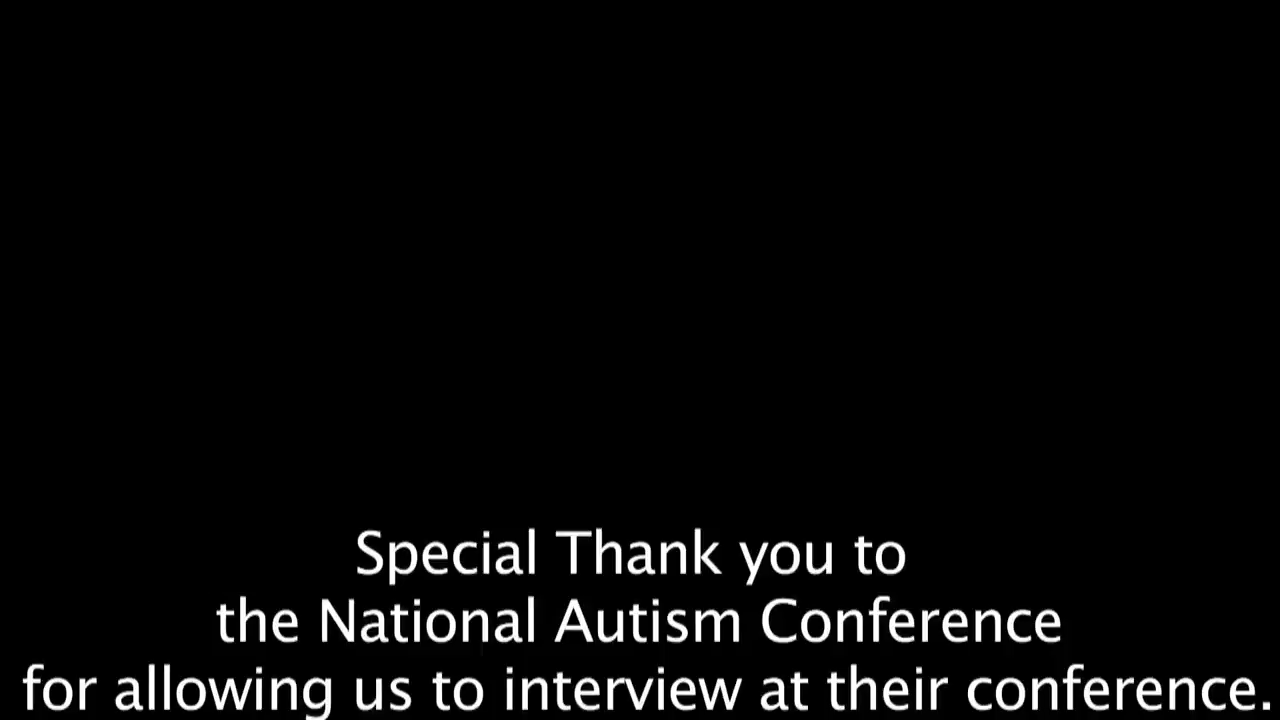 Special Thank you to
the National Autism Conference
for allowing us to interview at their conference.